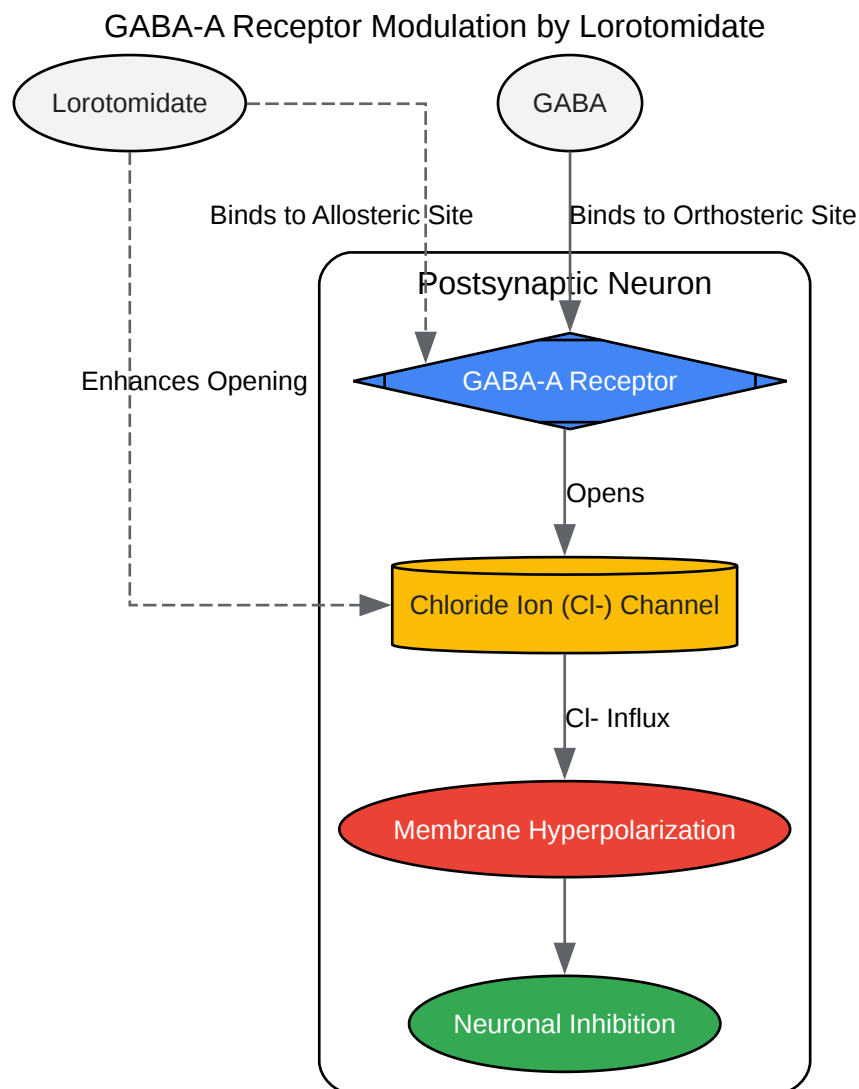 GABA-A Receptor Modulation by Lorotomidate
Lorotomidate
GABA
Binds to Allosteric Site
Binds to Orthosteric Site
Postsynaptic Neuron
Enhances Opening
GABA-A Receptor
Opens
Chloride Ion (Cl-) Channel
Cl- Influx
Membrane Hyperpolarization
Neuronal Inhibition